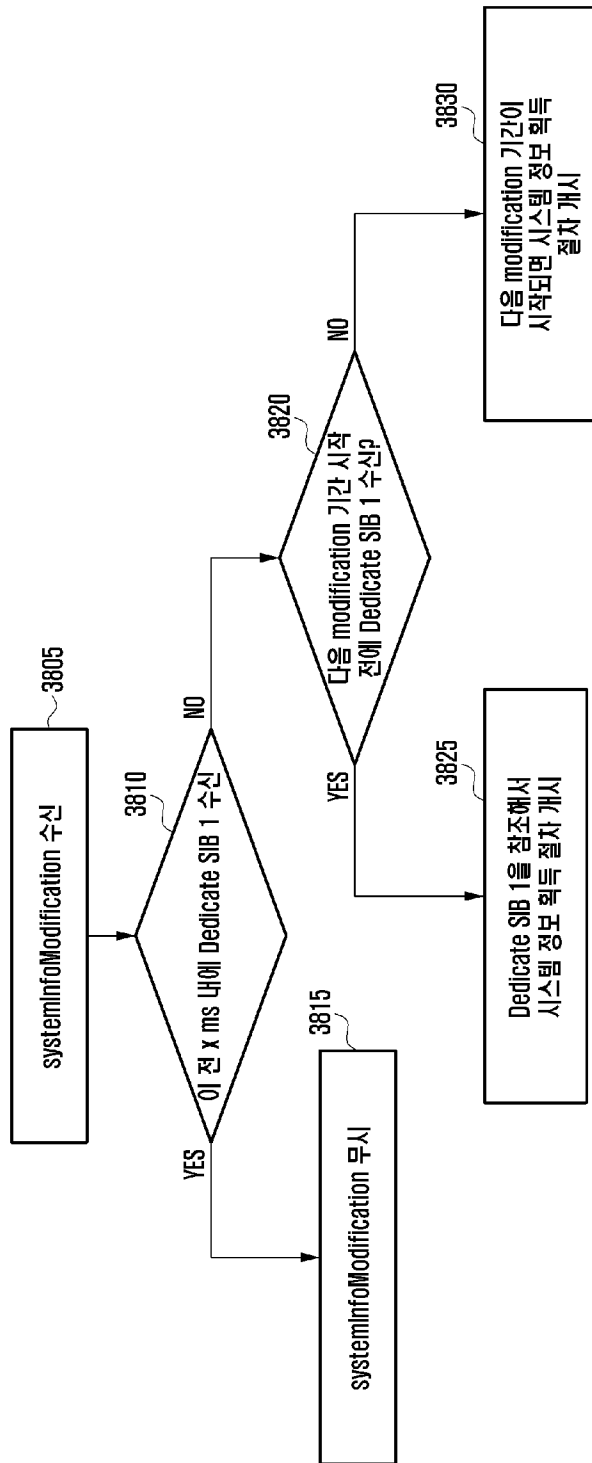 3805
systemInfoModification 수신
3810
이 전 x ms 내에 Dedicate SIB 1 수신
YES
NO
3815
systemInfoModification 무시
3820
다음 modification 기간 시작
전에 Dedicate SIB 1 수신?
YES
NO
3825
Dedicate SIB 1을 참조해서
시스템 정보 획득 절차 개시
3830
다음 modification 기간이
시작되면 시스템 정보 획득
절차 개시